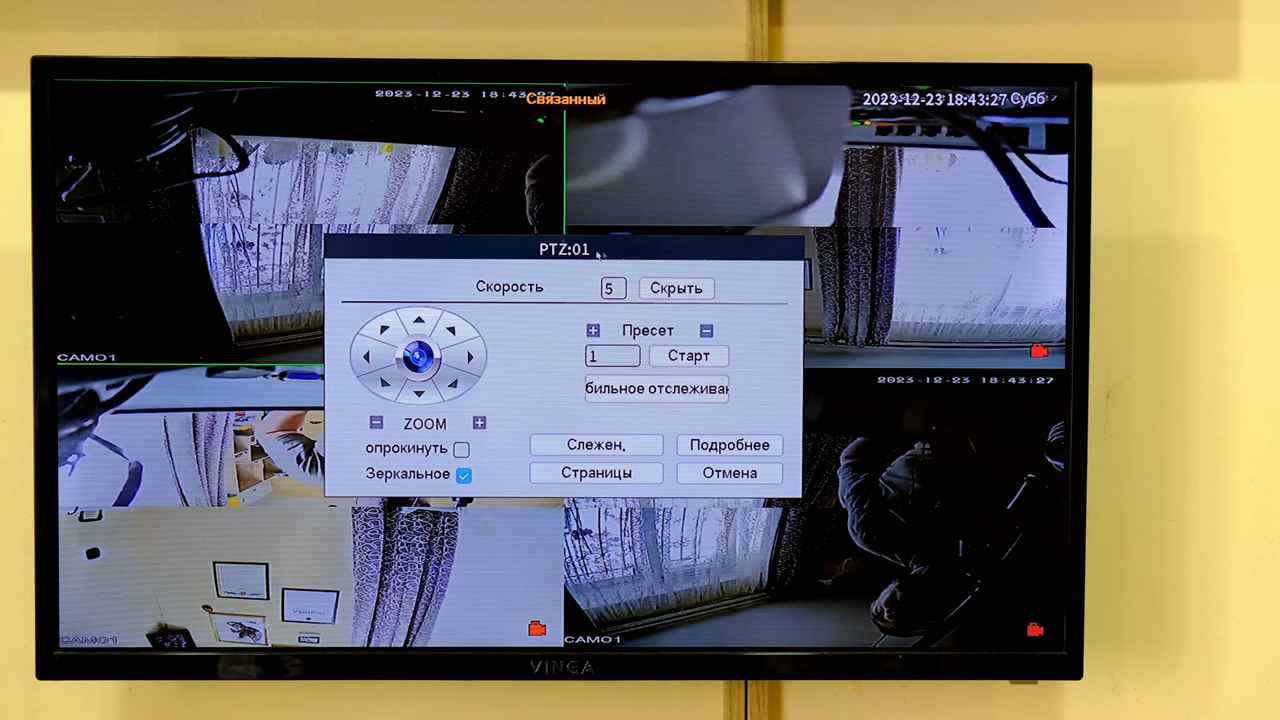 2023-12-23 18:43:27
Связанный
2023-12-23 18:43:27 Субб
PTZ:01
Скорость 5 Скрыть
Пресет
1 Старт
бильное отслежива
ZOOM
опрокинуть
Зеркальное
Слежен. Подробнее
Страницы Отмена
CAM01
2023-12-23 18:43:27
CAM01
CAM01
VINGA